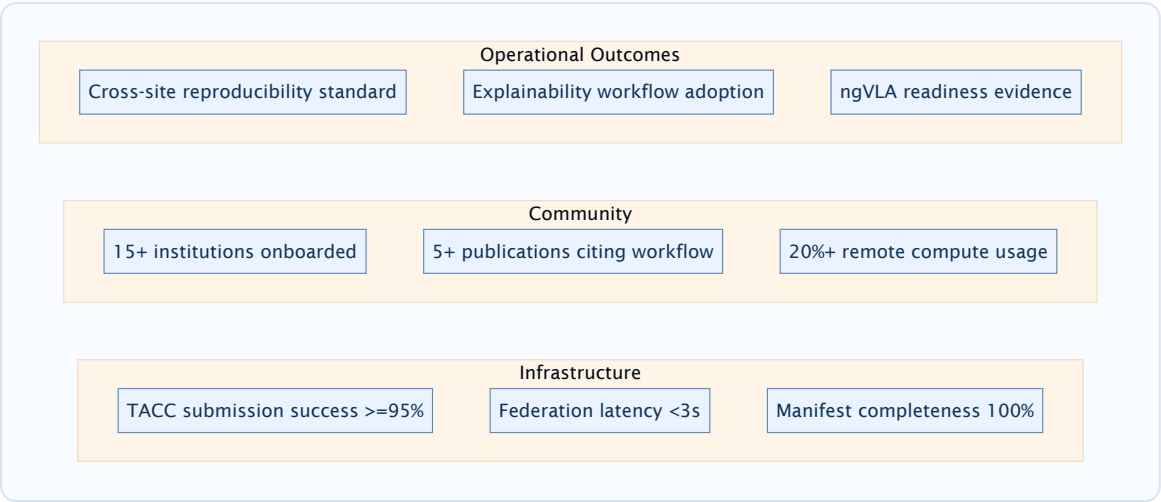 Operational Outcomes
Cross-site reproducibility standard
Explainability workflow adoption
ngVLA readiness evidence
Community
15+ institutions onboarded
5+ publications citing workflow
20%+ remote compute usage
Infrastructure
TACC submission success >=95%
Federation latency <3s
Manifest completeness 100%